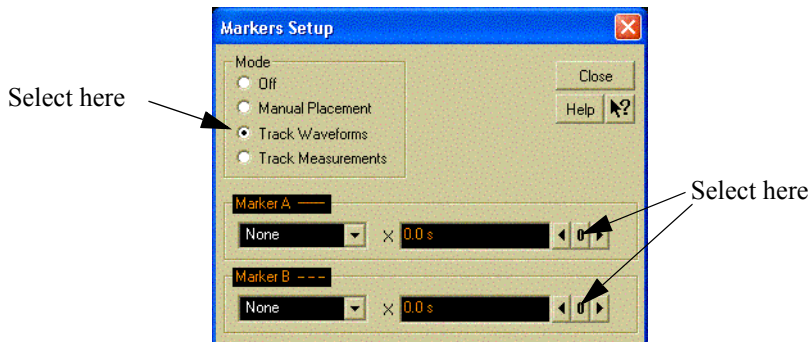 Markers Setup
Mode
Off
Close
Select here
Manual Placement
Help
?
Track Waveforms
Track Measurements
Select here
Marker A
None
X 0.0 s
0
Marker B
None
X 0.0 s
0